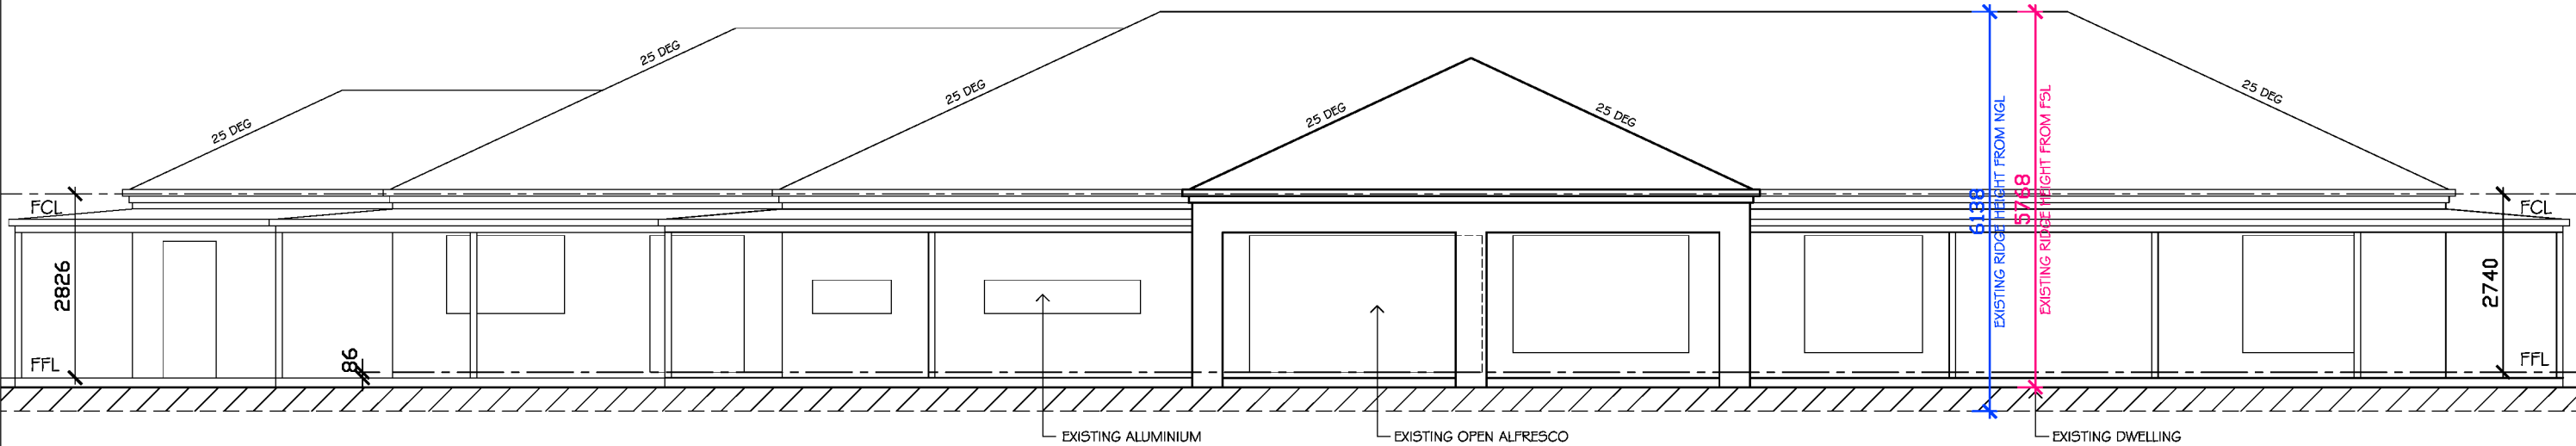 25 DEG
25 DEG
25 DEG
25 DEG
25 DEG
25 DEG
6138
EXISTING RIDGE HEIGHT FROM NGL
5768
EXISTING RIDGE HEIGHT FROM FSL
FCL
FCL
2826
2740
86
FFL
FFL
EXISTING ALUMINIUM
EXISTING OPEN ALFRESCO
EXISTING DWELLING